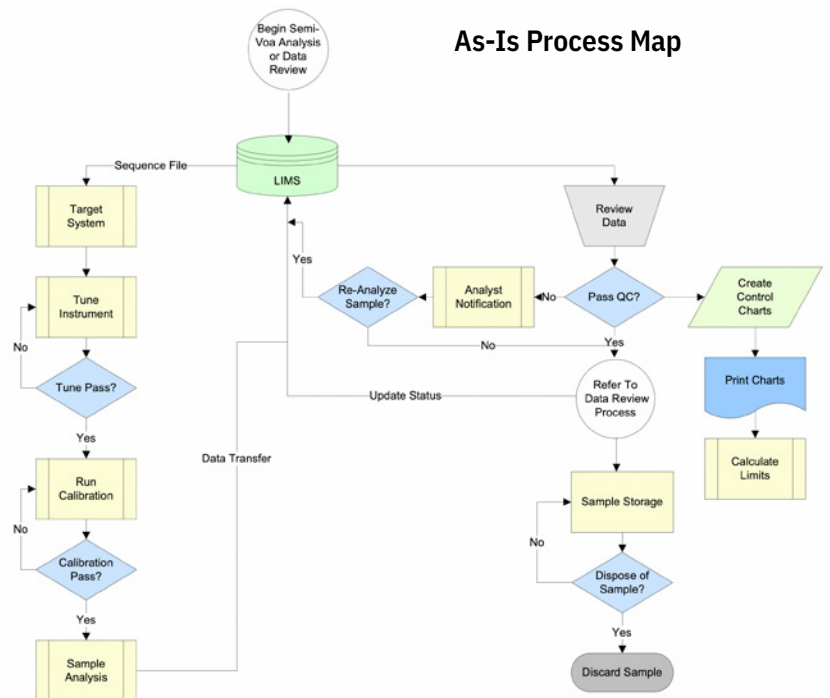 Begin Semi-
Voa Analysis
or Data
Review
As-Is Process Map
Sequence File
LIMS
Target
System
Review
Data
Tune
Instrument
Yes
Re-Analyze
Sample?
Analyst
Notification
No
Pass QC?
Create
Control
Charts
No
No
Yes
Tune Pass?
Print Charts
Refer To
Data Review
Process
Update Status
Yes
Data Transfer
Run
Calibration
Calculate
Limits
Sample Storage
No
No
Calibration
Pass?
Dispose of
Sample?
Yes
Yes
Sample
Analysis
Discard Sample